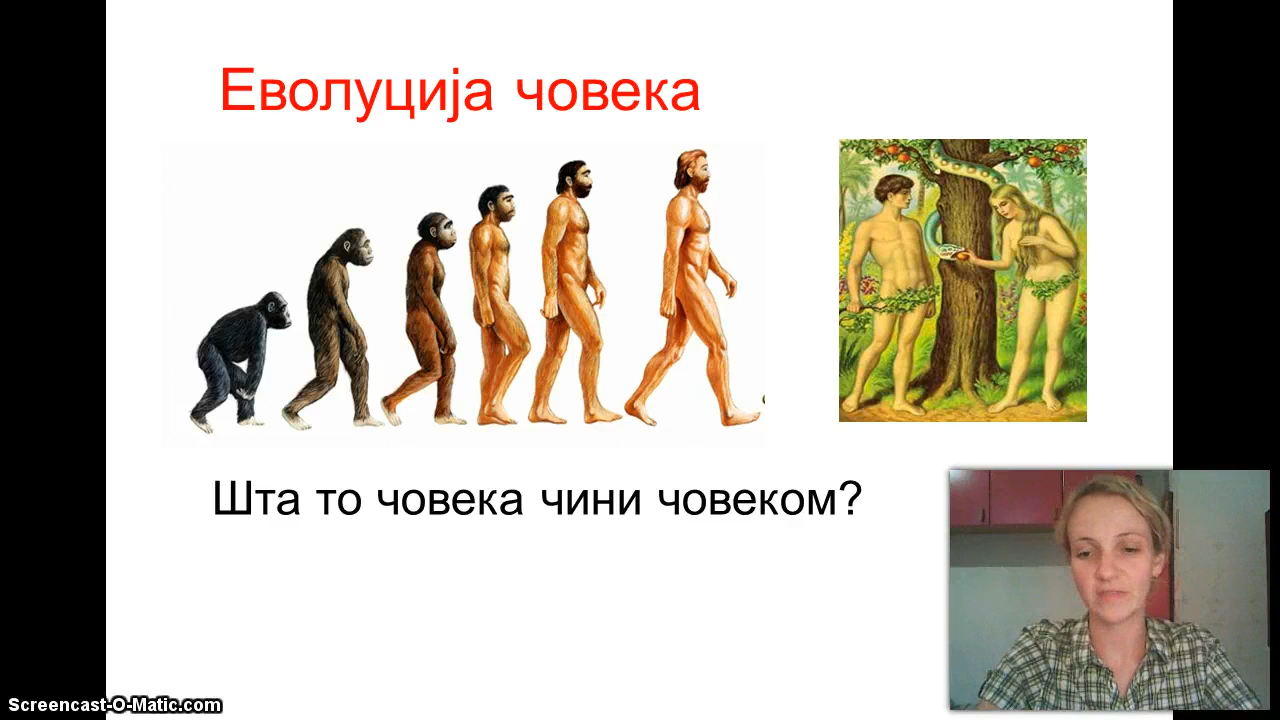 Еволуција човека
Шта то човека чини човеком?
Screencast-O-Matic.com